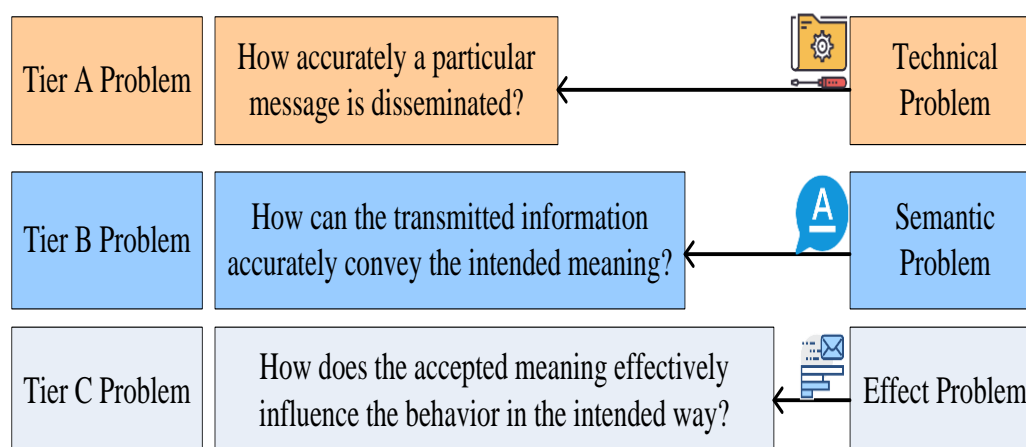 Tier A Problem
How accurately a particular
message is disseminated?
Technical
Problem
Tier B Problem
How can the transmitted information
accurately convey the intended meaning?
A
Semantic
Problem
Tier C Problem
How does the accepted meaning effectively
influence the behavior in the intended way?
Effect Problem